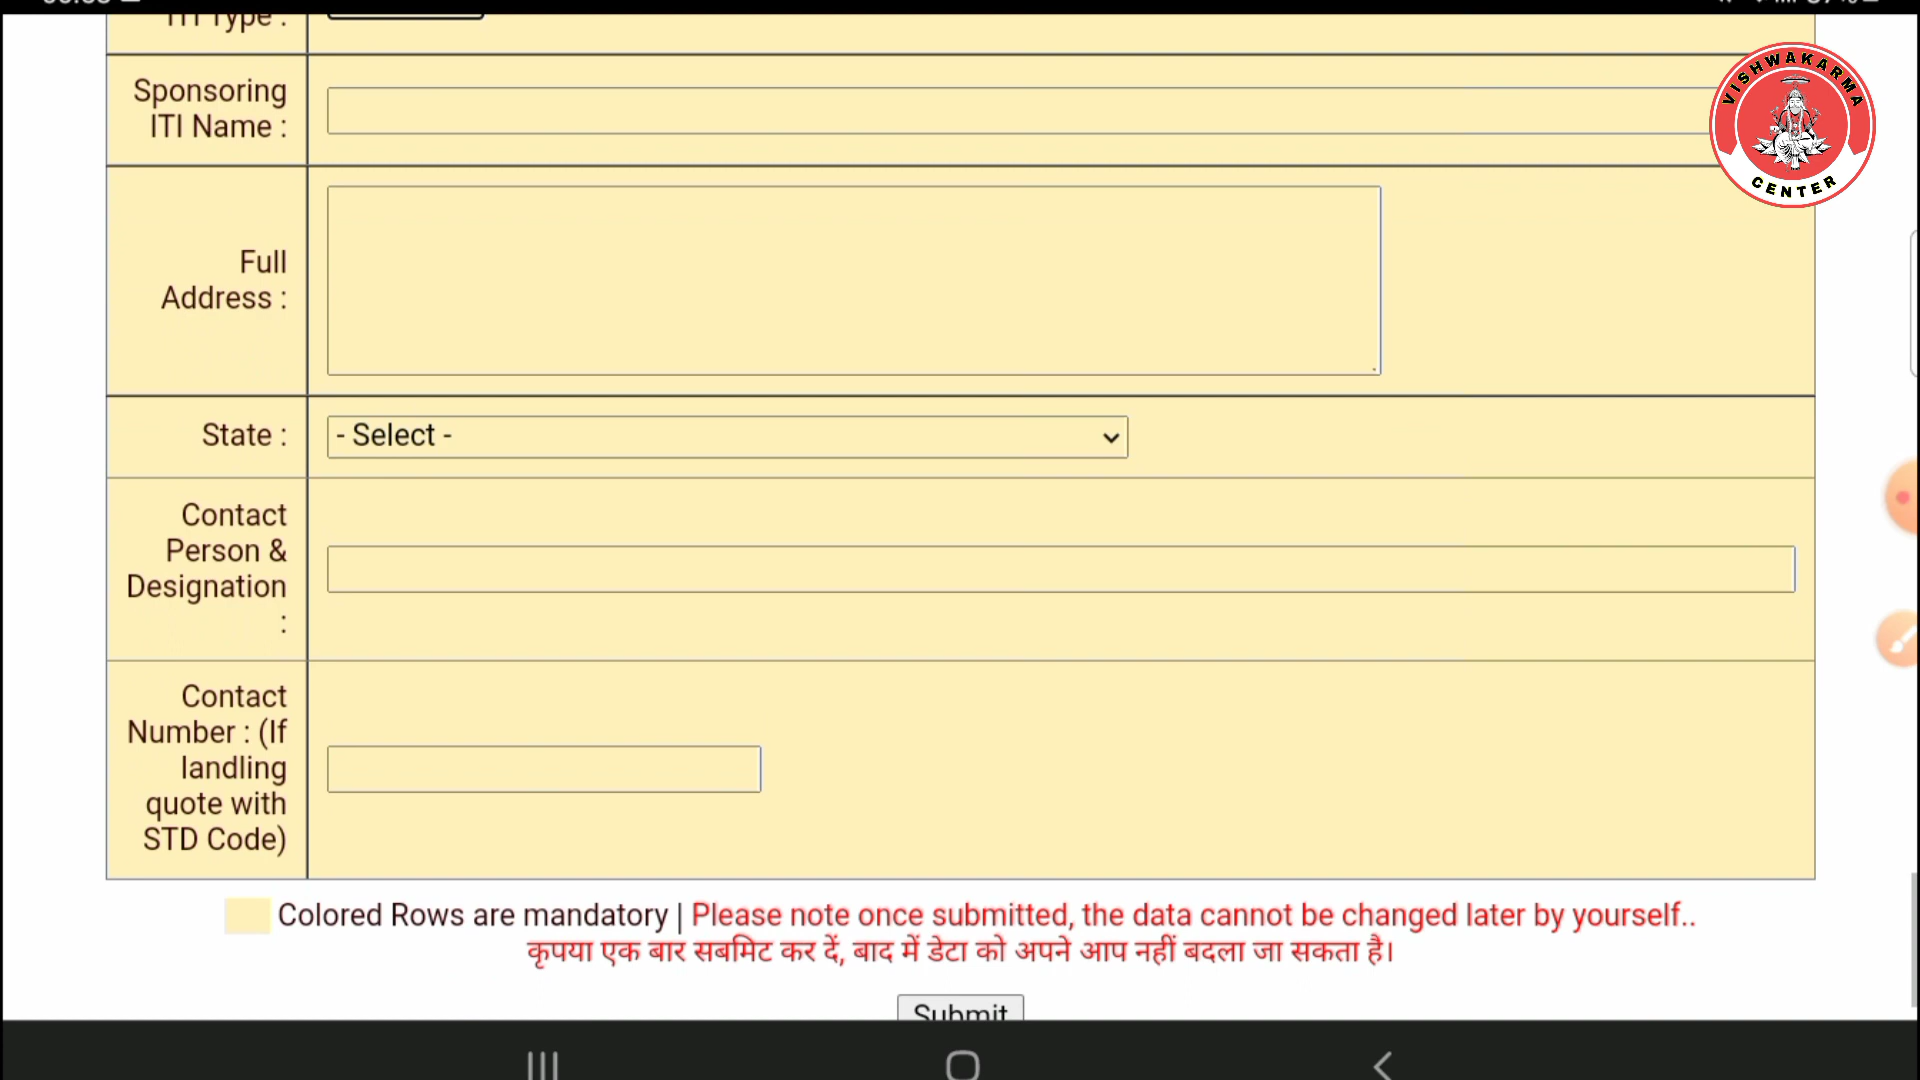 ITI Type :
Sponsoring
ITI Name :
VISHWAKARMA
CENTER
Full
Address :
State :
- Select -
Contact
Person &
Designation
:
Contact
Number : (If
landling
quote with
STD Code)
Colored Rows are mandatory | Please note once submitted, the data cannot be changed later by yourself..
कृपया एक बार सबमिट कर दें, बाद में डेटा को अपने आप नहीं बदला जा सकता है।
Submit